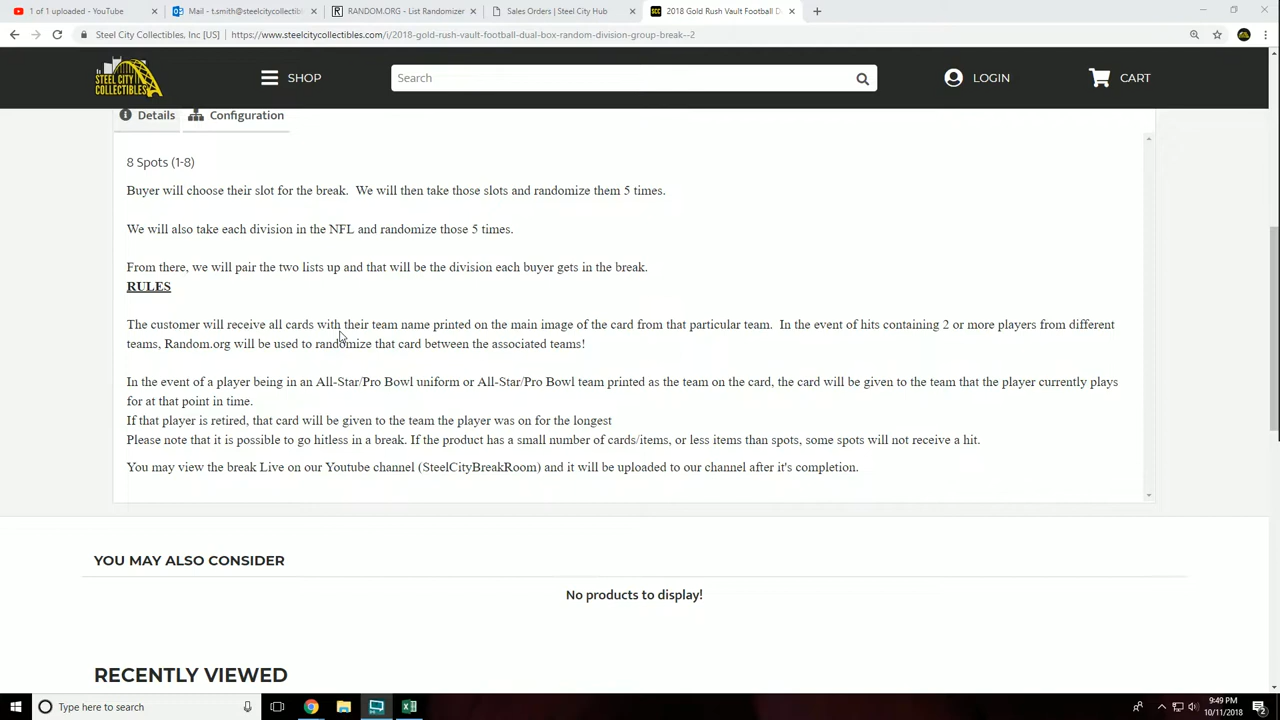 1 of 1 uploaded - YouTube
Mail - t.smith@steelcitycollectibl
RANDOM.ORG - List Randomizer
Sales Orders | Steel City Hub
2018 Gold Rush Vault Football D
Steel City Collectibles, Inc [US] | https://www.steelcitycollectibles.com/i/2018-gold-rush-vault-football-dual-box-random-division-group-break--2
STEEL CITY COLLECTIBLES
SHOP
Search
LOGIN
CART
Details
Configuration
8 Spots (1-8)
Buyer will choose their slot for the break. We will then take those slots and randomize them 5 times.
We will also take each division in the NFL and randomize those 5 times.
From there, we will pair the two lists up and that will be the division each buyer gets in the break.
RULES
The customer will receive all cards with their team name printed on the main image of the card from that particular team. In the event of hits containing 2 or more players from different
teams, Random.org will be used to randomize that card between the associated teams!
In the event of a player being in an All-Star/Pro Bowl uniform or All-Star/Pro Bowl team printed as the team on the card, the card will be given to the team that the player currently plays
for at that point in time.
If that player is retired, that card will be given to the team the player was on for the longest
Please note that it is possible to go hitless in a break. If the product has a small number of cards/items, or less items than spots, some spots will not receive a hit.
You may view the break Live on our Youtube channel (SteelCityBreakRoom) and it will be uploaded to our channel after it's completion.
YOU MAY ALSO CONSIDER
No products to display!
RECENTLY VIEWED
Type here to search
9:49 PM
10/11/2018